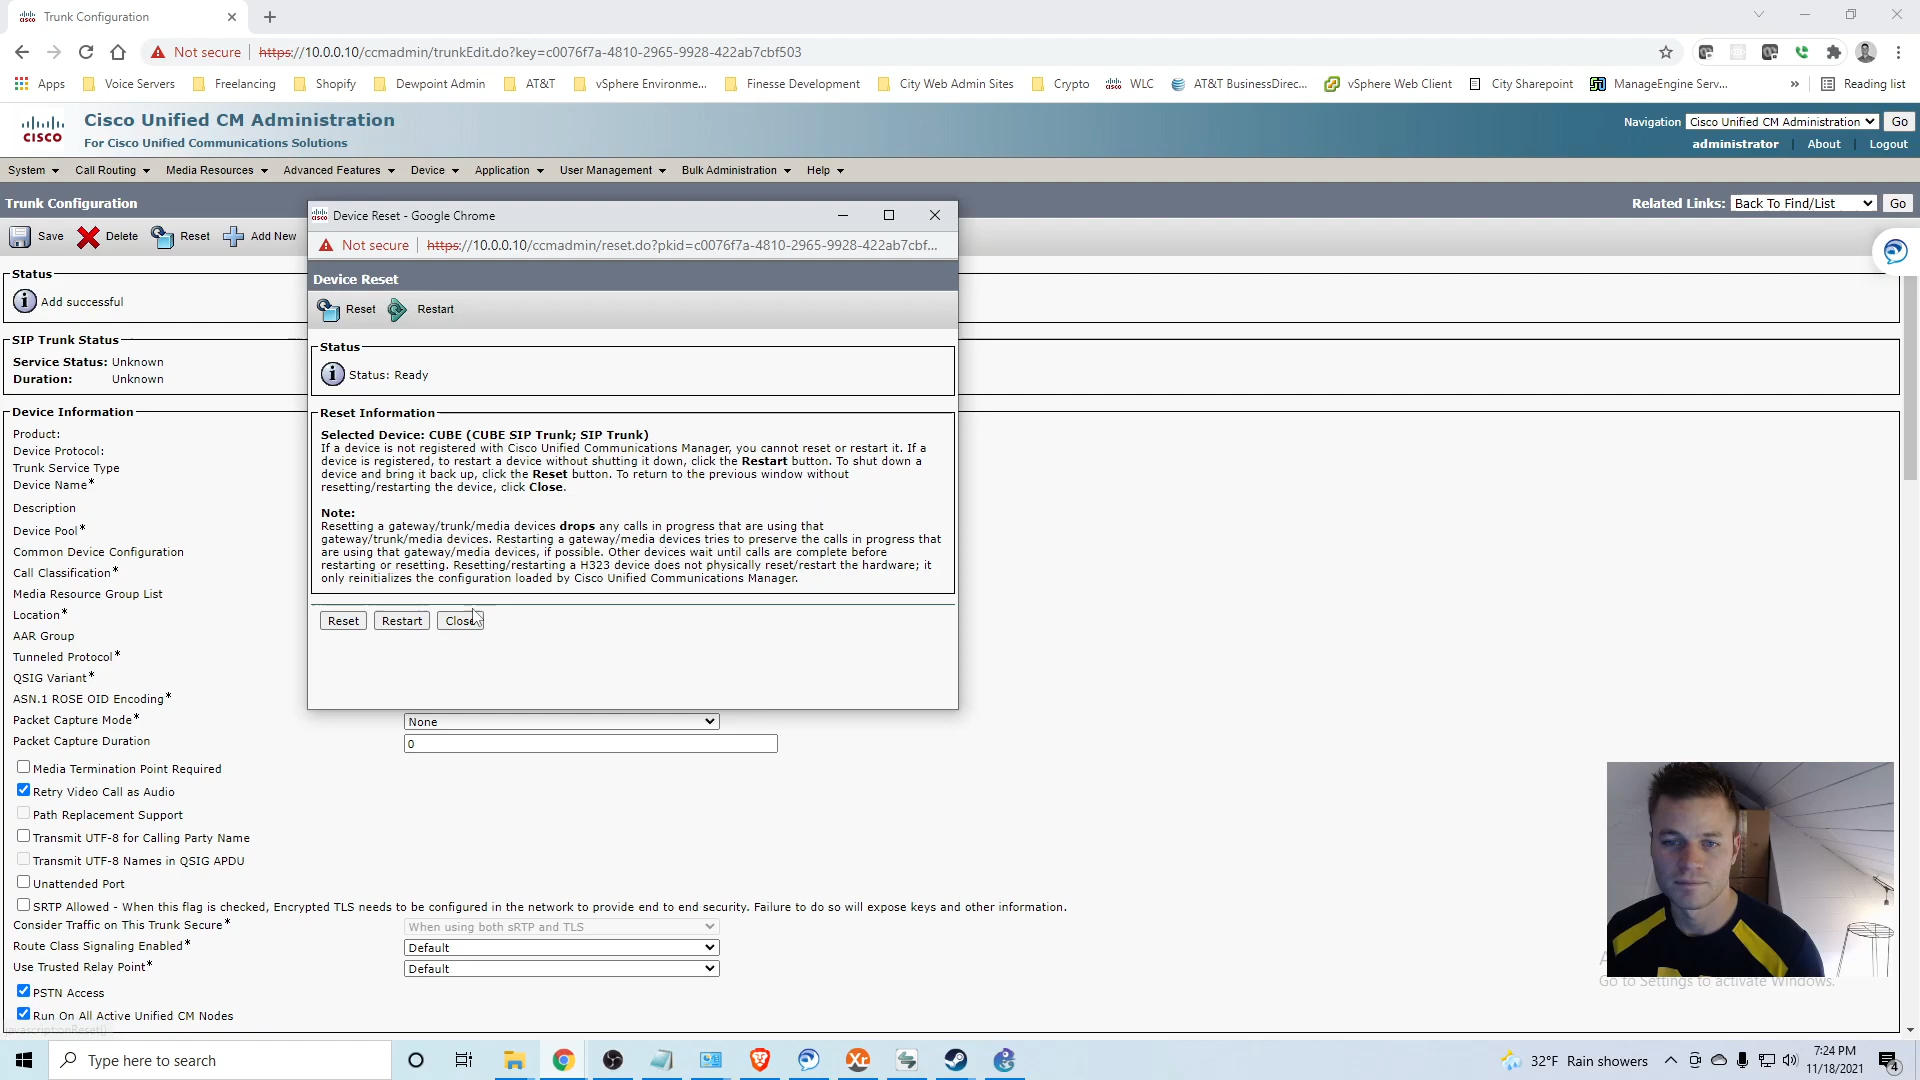 Trunk Configuration
Not secure
https://10.0.0.10/ccmadmin/trunkEdit.do?key=c0076f7a-4810-2965-9928-422ab7cbf503
Apps
Voice Servers
Freelancing
Shopify
Dewpoint Admin
AT&T
vSphere Environme...
Finesse Development
City Web Admin Sites
Crypto
WLC
AT&T BusinessDirec...
vSphere Web Client
City Sharepoint
ManageEngine Serv...
»
Reading list
CISCO
Cisco Unified CM Administration
For Cisco Unified Communications Solutions
Navigation Cisco Unified CM Administration Go
administrator | About | Logout
System Call Routing Media Resources Advanced Features Device Application User Management Bulk Administration Help
Trunk Configuration
Related Links: Back To Find/List Go
Save Delete Reset Add New
Status
Add successful
SIP Trunk Status
Service Status: Unknown
Duration: Unknown
Device Information
Product:
Device Protocol:
Trunk Service Type
Device Name*
Description
Device Pool*
Common Device Configuration
Call Classification*
Media Resource Group List
Location*
AAR Group
Tunneled Protocol*
QSIG Variant*
ASN.1 ROSE OID Encoding*
Packet Capture Mode* None
Packet Capture Duration 0
Media Termination Point Required
Retry Video Call as Audio
Path Replacement Support
Transmit UTF-8 for Calling Party Name
Transmit UTF-8 Names in QSIG APDU
Unattended Port
SRTP Allowed - When this flag is checked, Encrypted TLS needs to be configured in the network to provide end to end security. Failure to do so will expose keys and other information.
Consider Traffic on This Trunk Secure* When using both sRTP and TLS
Route Class Signaling Enabled* Default
Use Trusted Relay Point* Default
PSTN Access
Run On All Active Unified CM Nodes
javascript:onReset()
Device Reset - Google Chrome
Not secure
https://10.0.0.10/ccmadmin/reset.do?pkid=c0076f7a-4810-2965-9928-422ab7cbf...
Device Reset
Reset Restart
Status
Status: Ready
Reset Information
Selected Device: CUBE (CUBE SIP Trunk; SIP Trunk)
If a device is not registered with Cisco Unified Communications Manager, you cannot reset or restart it. If a
device is registered, to restart a device without shutting it down, click the Restart button. To shut down a
device and bring it back up, click the Reset button. To return to the previous window without
resetting/restarting the device, click Close.
Note:
Resetting a gateway/trunk/media devices drops any calls in progress that are using that
gateway/trunk/media devices. Restarting a gateway/media devices tries to preserve the calls in progress that
are using that gateway/media devices, if possible. Other devices wait until calls are complete before
restarting or resetting. Resetting/restarting a H323 device does not physically reset/restart the hardware; it
only reinitializes the configuration loaded by Cisco Unified Communications Manager.
Reset Restart Close
Go to Settings to activate Windows.
Type here to search
Xr
32°F Rain showers
7:24 PM
11/18/2021
4